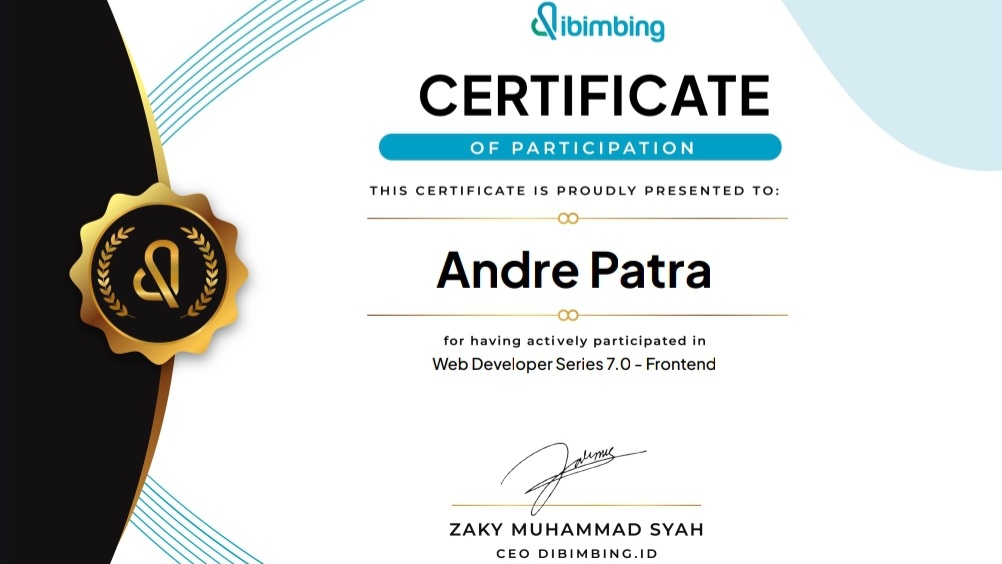 dibimbing
CERTIFICATE
OF PARTICIPATION
THIS CERTIFICATE IS PROUDLY PRESENTED TO:
Andre Patra
for having actively participated in
Web Developer Series 7.0 - Frontend
ZAKY MUHAMMAD SYAH
CEO DIBIMBING.ID